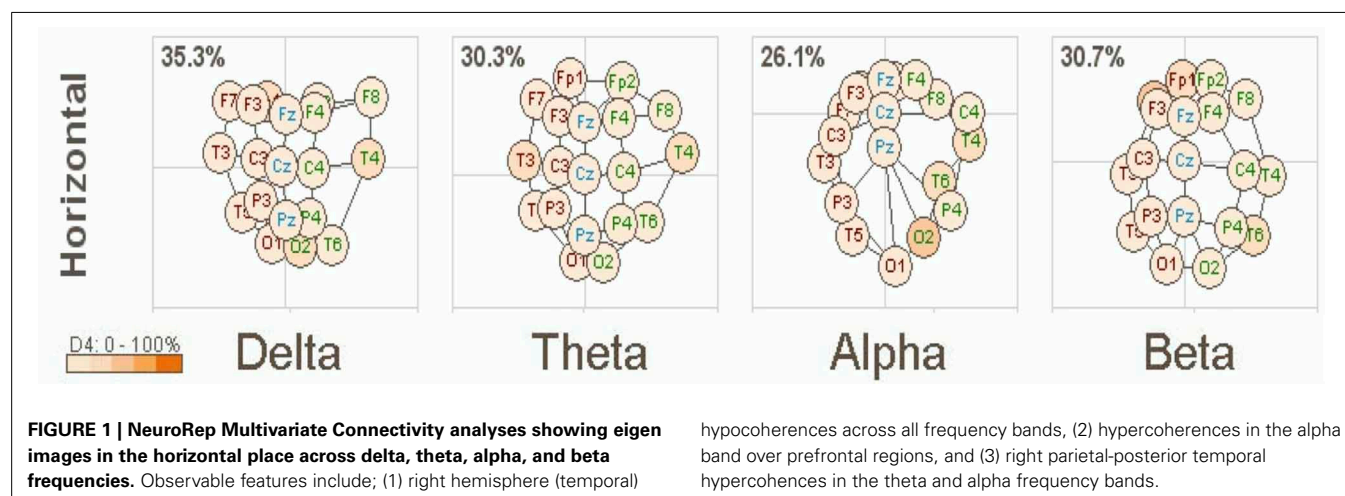 Horizontal
35.3%
F7 F3 Fz F4 F8
T3 C3 Cz C4 T4
P3 Pz P4
O1 O2 T6
30.3%
Fp1 Fp2
F7 F3 Fz F4 F8
T3 C3 Cz C4 T4
P3 Pz P4 T6
O1 O2
26.1%
F3 Fz F4
Cz F8 C4
C3 Pz T4
T3 T6
P3 P4
T5 O2
O1
30.7%
Fp1 Fp2
F3 Fz F4 F8
C3 Cz C4 T4
P3 Pz P4 T6
O1 O2
D4: 0 - 100%
Delta
Theta
Alpha
Beta
FIGURE 1 | NeuroRep Multivariate Connectivity analyses showing eigen
images in the horizontal place across delta, theta, alpha, and beta
frequencies. Observable features include; (1) right hemisphere (temporal)
hypocoherences across all frequency bands, (2) hypercoherences in the alpha
band over prefrontal regions, and (3) right parietal-posterior temporal
hypercohences in the theta and alpha frequency bands.